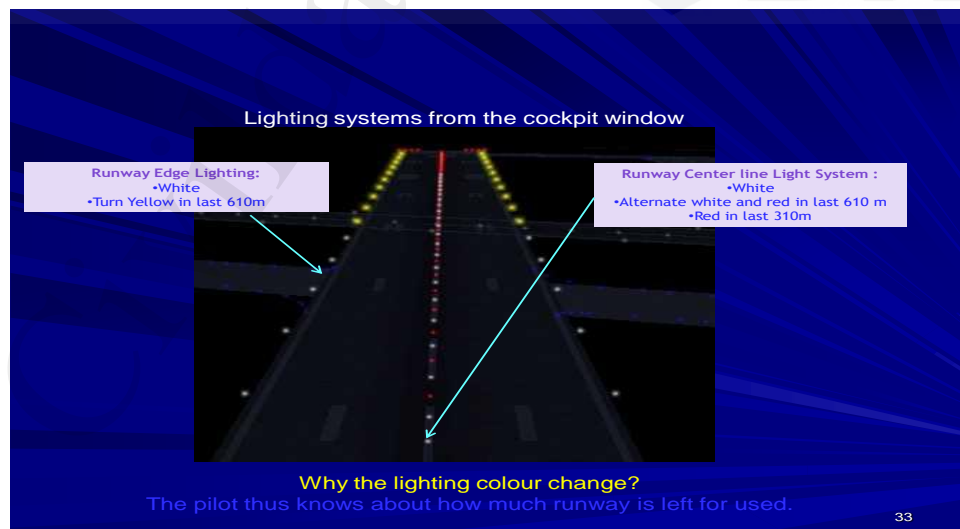 Lighting systems from the cockpit window
Runway Edge Lighting:
•White
•Turn Yellow in last 610m
Runway Center line Light System :
•White
•Alternate white and red in last 610 m
•Red in last 310m
Why the lighting colour change?
The pilot thus knows about how much runway is left for used.
33